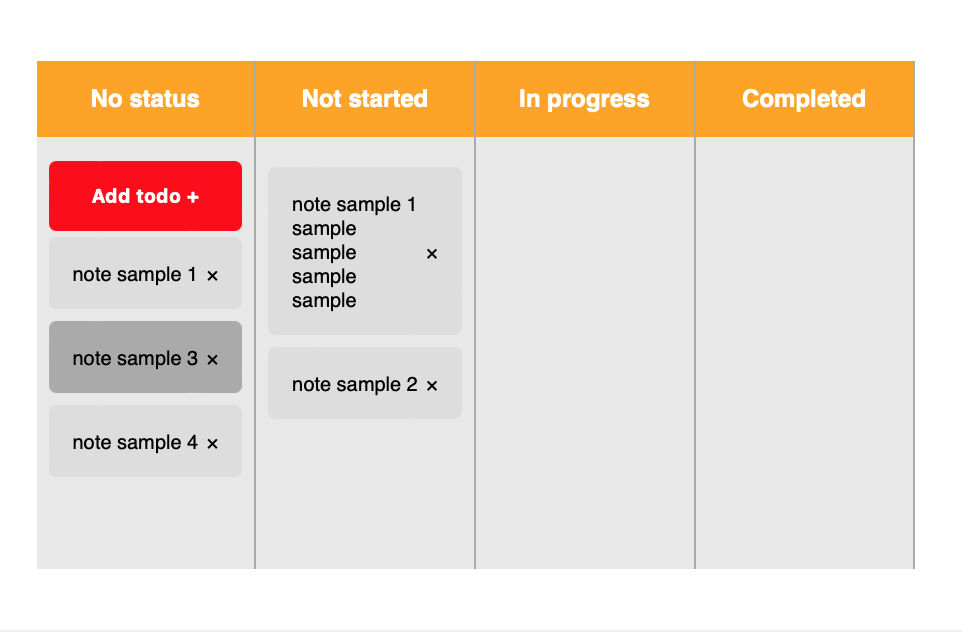 No status
Not started
In progress
Completed
Add todo +
note sample 1 ×
note sample 3 ×
note sample 4 ×
note sample 1
sample
sample ×
sample
sample
note sample 2 ×